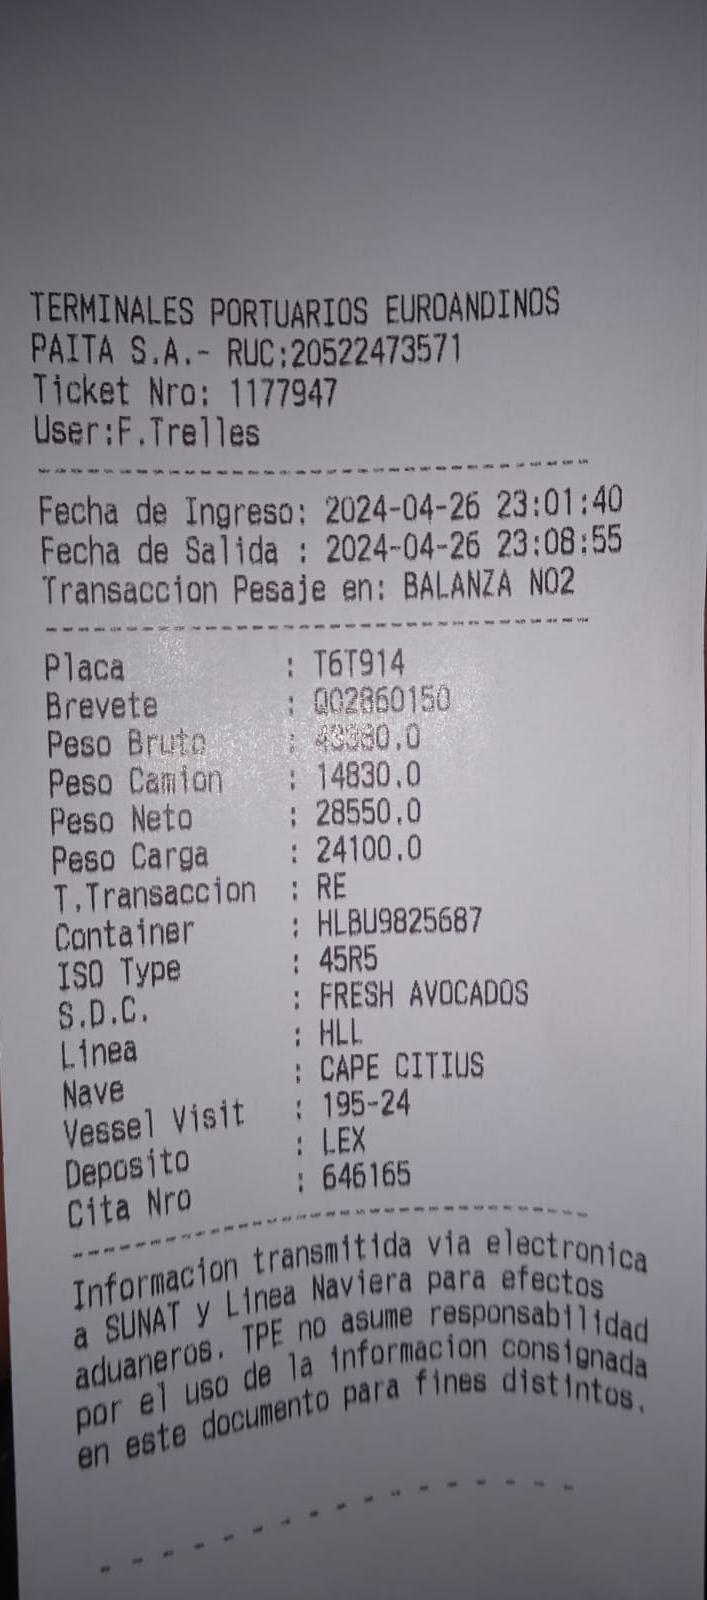 TERMINALES PORTUARIOS EUROANDINOS
PAITA S.A.- RUC:20522473571
Ticket Nro: 1177947
User:F.Trelles
Fecha de Ingreso: 2024-04-26 23:01:40
Fecha de Salida : 2024-04-26 23:08:55
Transaccion Pesaje en: BALANZA NO2
Placa : T6T914
Brevete : Q02860150
Peso Bruto :
Peso Camion : 14830.0
Peso Neto : 28550.0
Peso Carga : 24100.0
T.Transaccion : RE
Container : HLBU9825687
ISO Type : 45R5
S.D.C. : FRESH AVOCADOS
Linea : HLL
Nave : CAPE CITIUS
Vessel Visit : 195-24
Deposito : LEX
Cita Nro : 646165
Informacion transmitida via electronica
a SUNAT y Linea Naviera para efectos
aduaneros. TPE no asume responsabilidad
por el uso de la informacion consignada
en este documento para fines distintos.